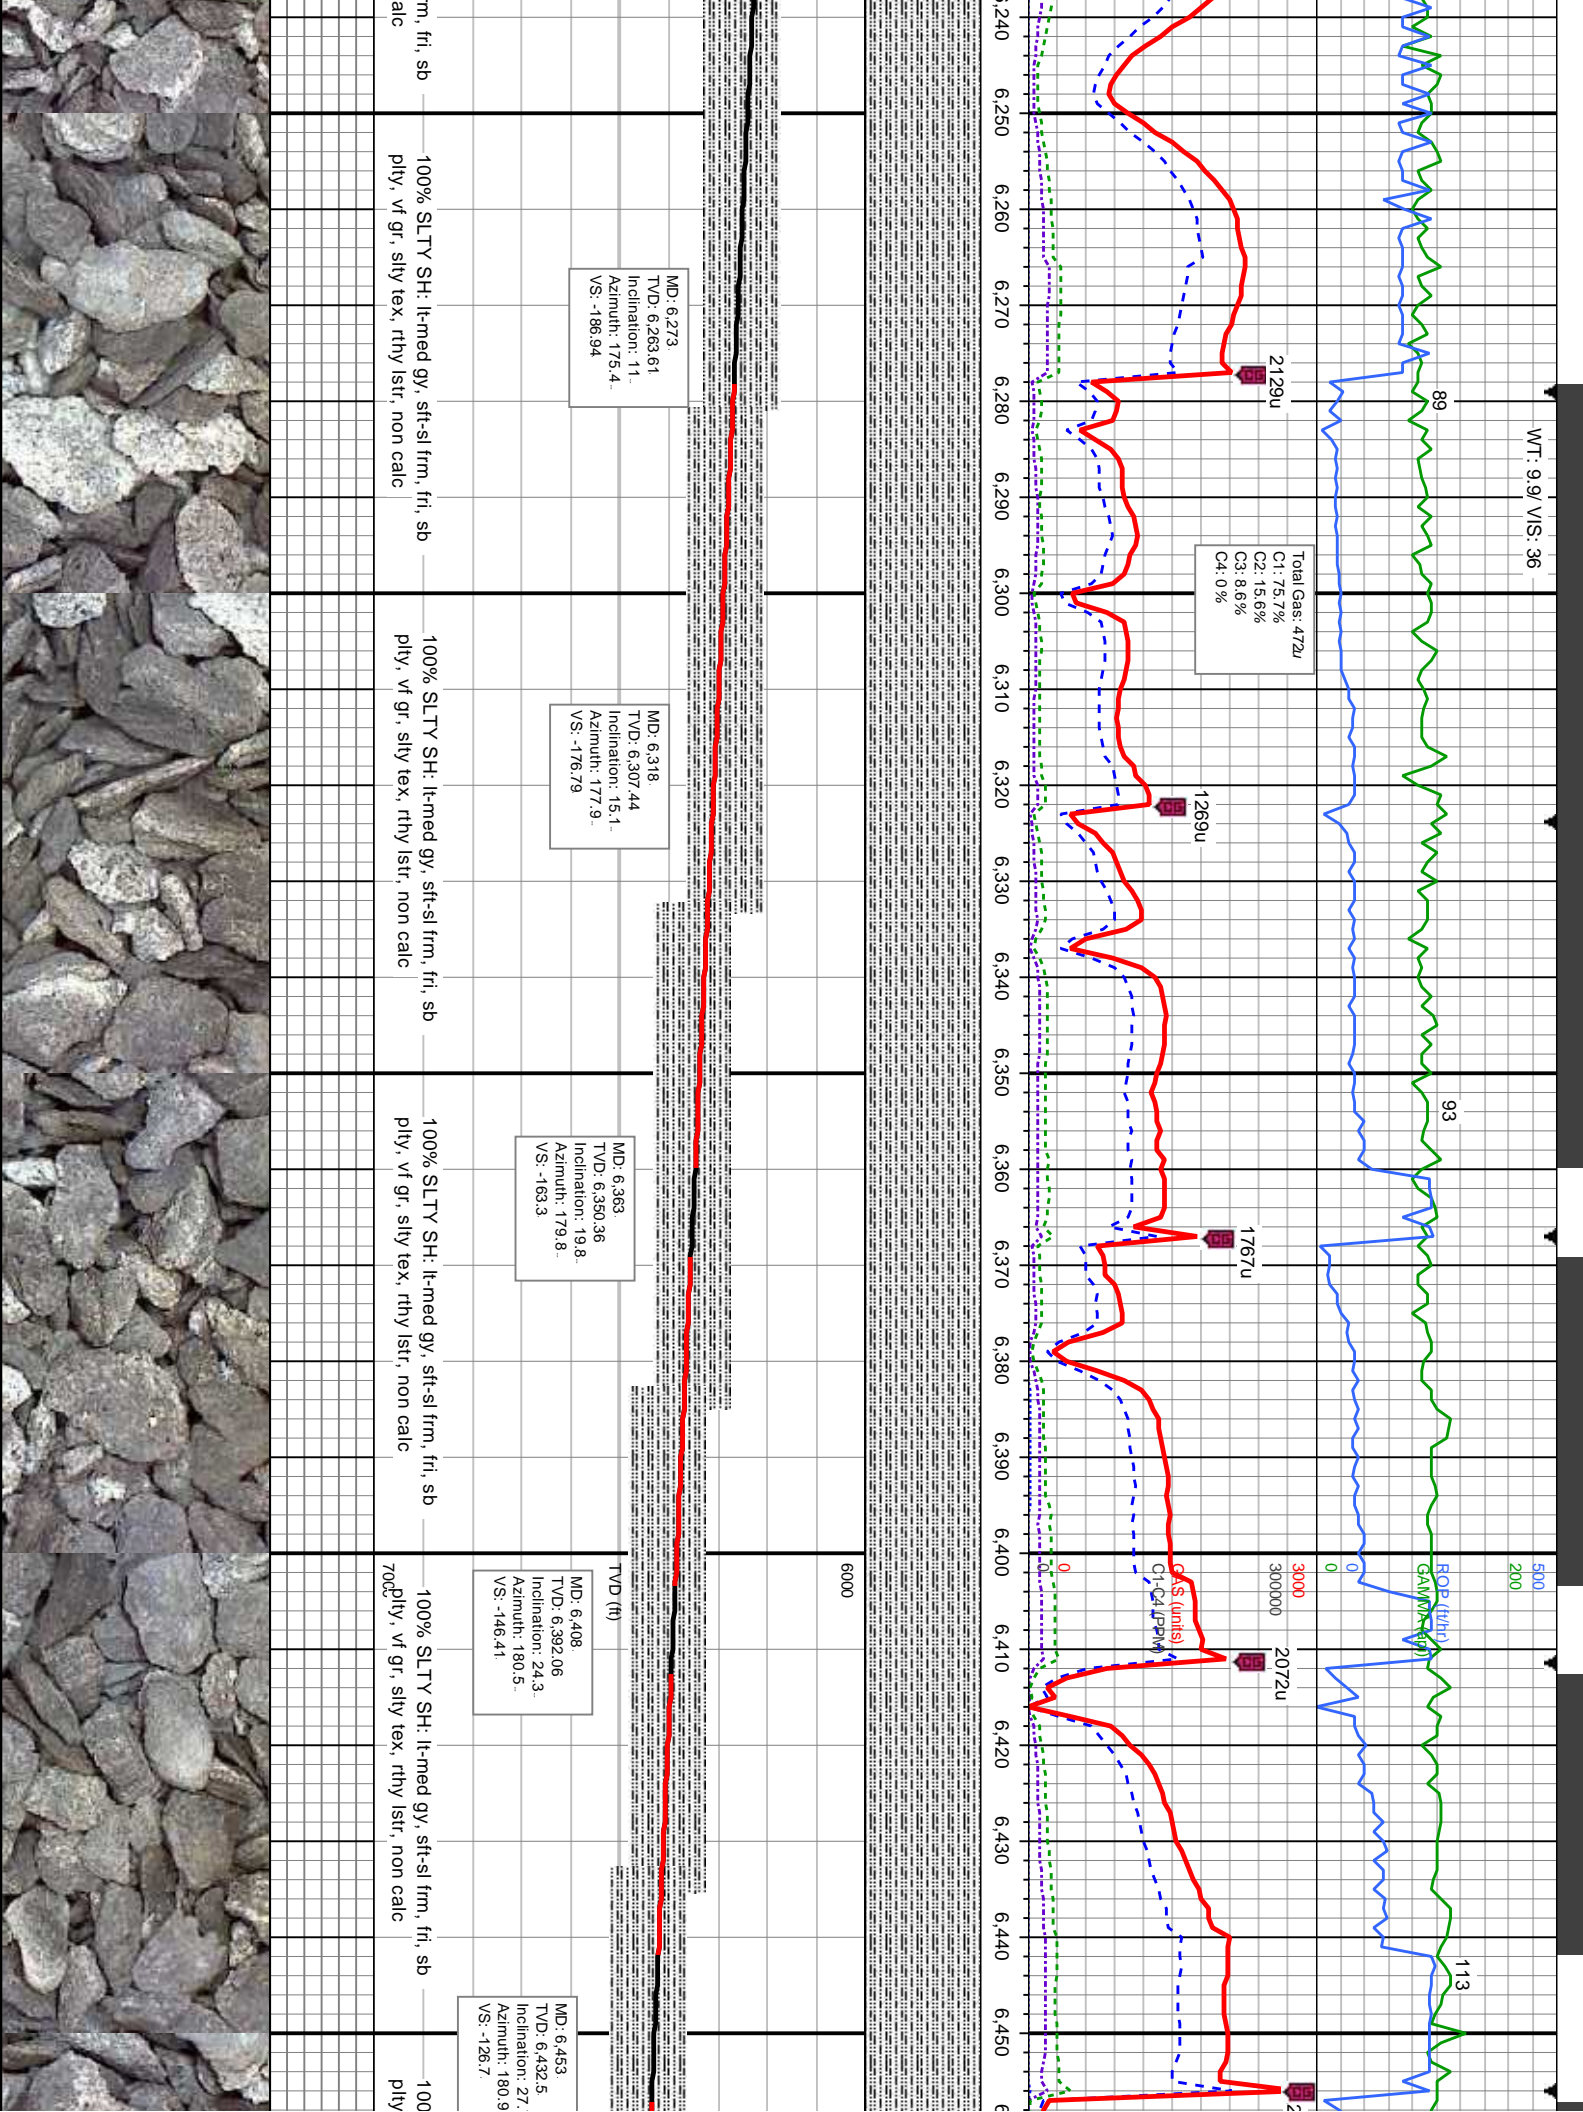 WT: 9.9/ VIS: 36
500
200
ROP (ft/hr)
GAMMA (api)
0
0
89
93
113
3000
30000
GAS (units)
C1-C4 (PPM)
0
0
2129u
1269u
1767u
2072u
2
Total Gas: 472u
C1: 75.7%
C2: 15.6%
C3: 8.6%
C4: 0%
6,240
6,250
6,260
6,270
6,280
6,290
6,300
6,310
6,320
6,330
6,340
6,350
6,360
6,370
6,380
6,390
6,400
6,410
6,420
6,430
6,440
6,450
6000
TVD (ft)
7000
MD: 6,273
TVD: 6,263.61
Inclination: 11
Azimuth: 175.4
VS: -186.94
MD: 6,318
TVD: 6,307.44
Inclination: 15.1
Azimuth: 177.9
VS: -176.79
MD: 6,363
TVD: 6,350.36
Inclination: 19.8
Azimuth: 179.8
VS: -163.3
MD: 6,408
TVD: 6,392.06
Inclination: 24.3
Azimuth: 180.5
VS: -146.41
MD: 6,453
TVD: 6,432.5
Inclination: 27.
Azimuth: 180.9
VS: -126.7
rm, fri, sb
alc
100% SLTY SH: lt-med gy, sft-sl frm, fri, sb
plty, vf gr, slty tex, rthy lstr, non calc
100% SLTY SH: lt-med gy, sft-sl frm, fri, sb
plty, vf gr, slty tex, rthy lstr, non calc
100% SLTY SH: lt-med gy, sft-sl frm, fri, sb
plty, vf gr, slty tex, rthy lstr, non calc
100% SLTY SH: lt-med gy, sft-sl frm, fri, sb
plty, vf gr, slty tex, rthy lstr, non calc
100
plty